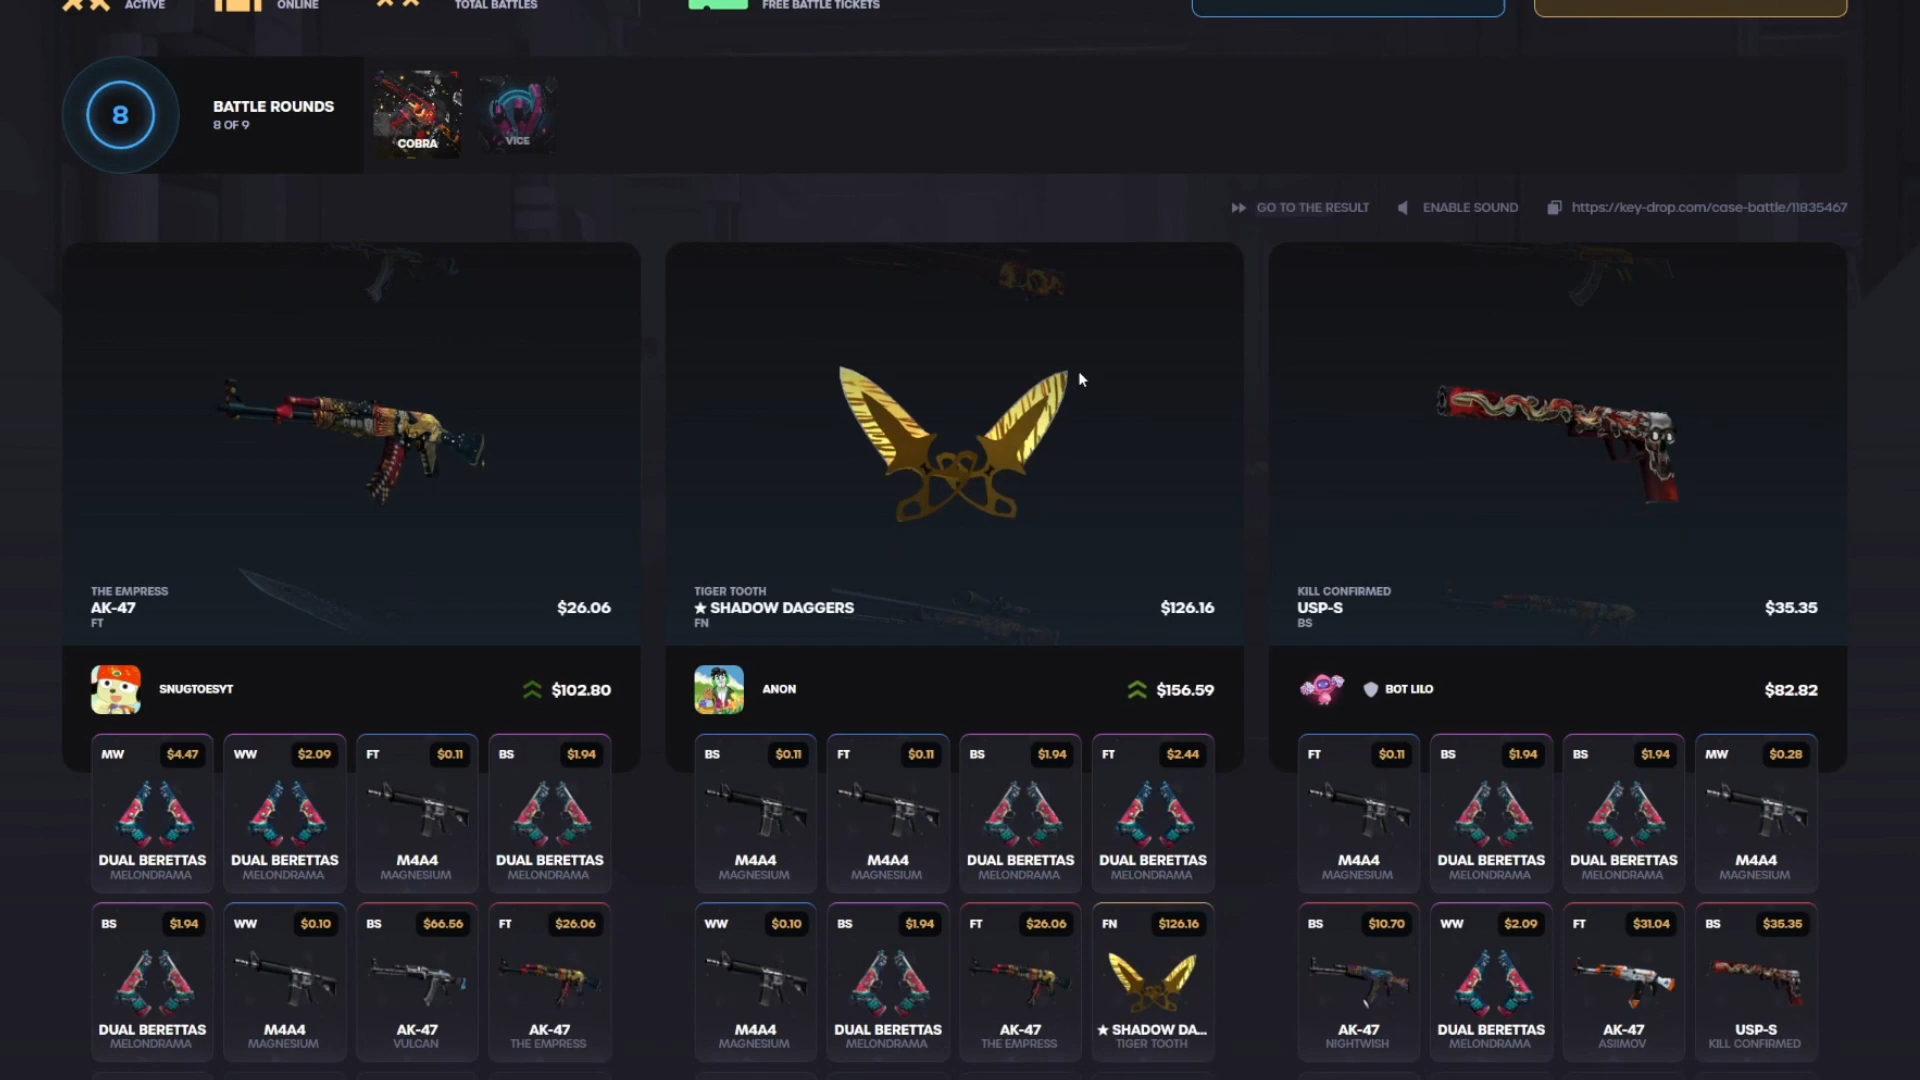 ACTIVE
ONLINE
TOTAL BATTLES
FREE BATTLE TICKETS
8
BATTLE ROUNDS
8 OF 9
COBRA
VICE
GO TO THE RESULT
ENABLE SOUND
https://key-drop.com/case-battle/11835467
THE EMPRESS
AK-47
FT
$26.06
TIGER TOOTH
★ SHADOW DAGGERS
FN
$126.16
KILL CONFIRMED
USP-S
BS
$35.35
SNUGTOESYT
$102.80
ANON
$156.59
BOT LILO
$82.82
MW $4.47
DUAL BERETTAS
MELONDRAMA
WW $2.09
DUAL BERETTAS
MELONDRAMA
FT $0.11
M4A4
MAGNESIUM
BS $1.94
DUAL BERETTAS
MELONDRAMA
BS $0.11
M4A4
MAGNESIUM
FT $0.11
M4A4
MAGNESIUM
BS $1.94
DUAL BERETTAS
MELONDRAMA
FT $2.44
DUAL BERETTAS
MELONDRAMA
FT $0.11
M4A4
MAGNESIUM
BS $1.94
DUAL BERETTAS
MELONDRAMA
BS $1.94
DUAL BERETTAS
MELONDRAMA
MW $0.28
M4A4
MAGNESIUM
BS $1.94
DUAL BERETTAS
MELONDRAMA
WW $0.10
M4A4
MAGNESIUM
BS $66.56
AK-47
VULCAN
FT $26.06
AK-47
THE EMPRESS
WW $0.10
M4A4
MAGNESIUM
BS $1.94
DUAL BERETTAS
MELONDRAMA
FT $26.06
AK-47
THE EMPRESS
FN $126.16
★ SHADOW DA...
TIGER TOOTH
BS $10.70
AK-47
NIGHTWISH
WW $2.09
DUAL BERETTAS
MELONDRAMA
FT $31.04
AK-47
ASIIMOV
BS $35.35
USP-S
KILL CONFIRMED